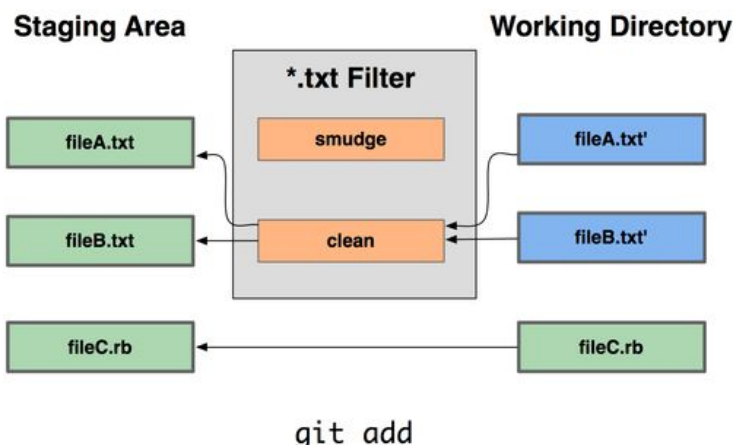 Staging Area
Working Directory
*.txt Filter
fileA.txt
smudge
fileA.txt'
fileB.txt
clean
fileB.txt'
fileC.rb
fileC.rb
git add